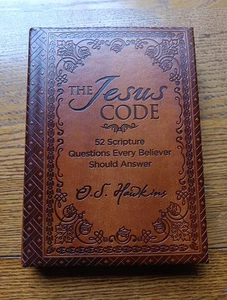 THE Jesus
CODE
52 Scripture
Questions Every Believer
Should Answer
O.S. Hawkins